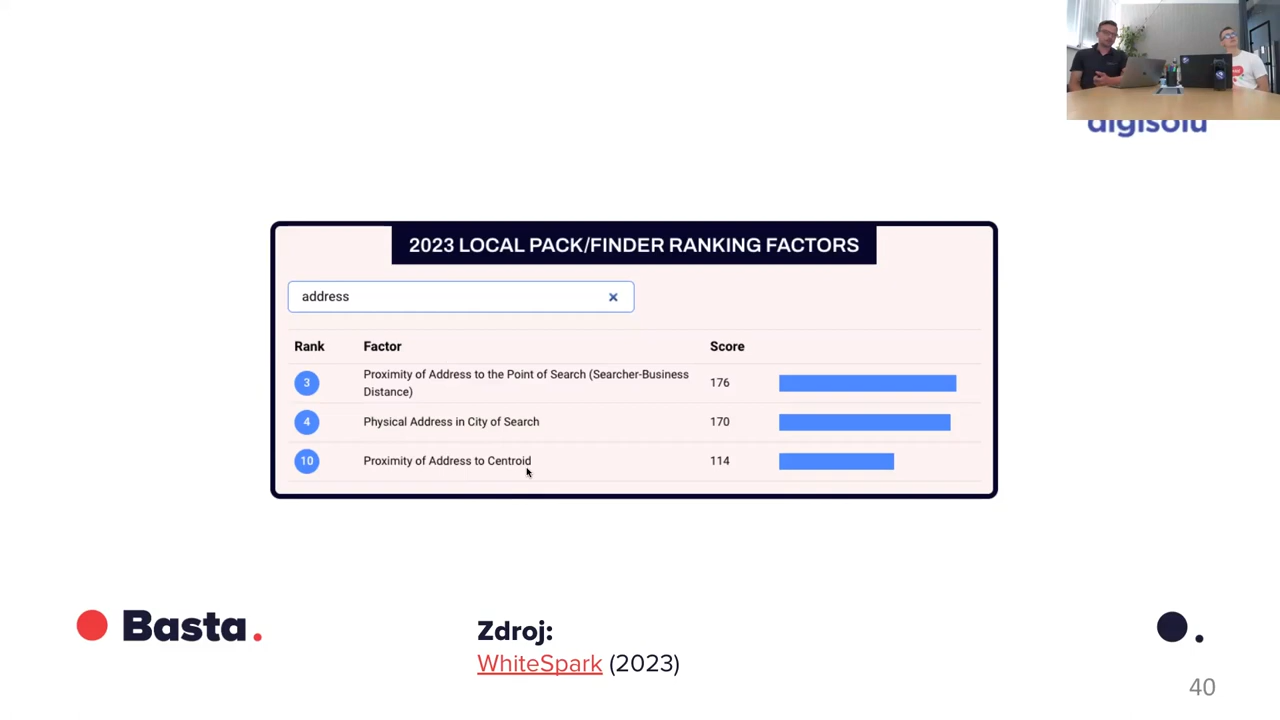 digisolu
2023 LOCAL PACK/FINDER RANKING FACTORS
address
Rank Factor Score
3 Proximity of Address to the Point of Search (Searcher-Business 176
Distance)
4 Physical Address in City of Search 170
10 Proximity of Address to Centroid 114
Basta.
Zdroj:
WhiteSpark (2023)
40